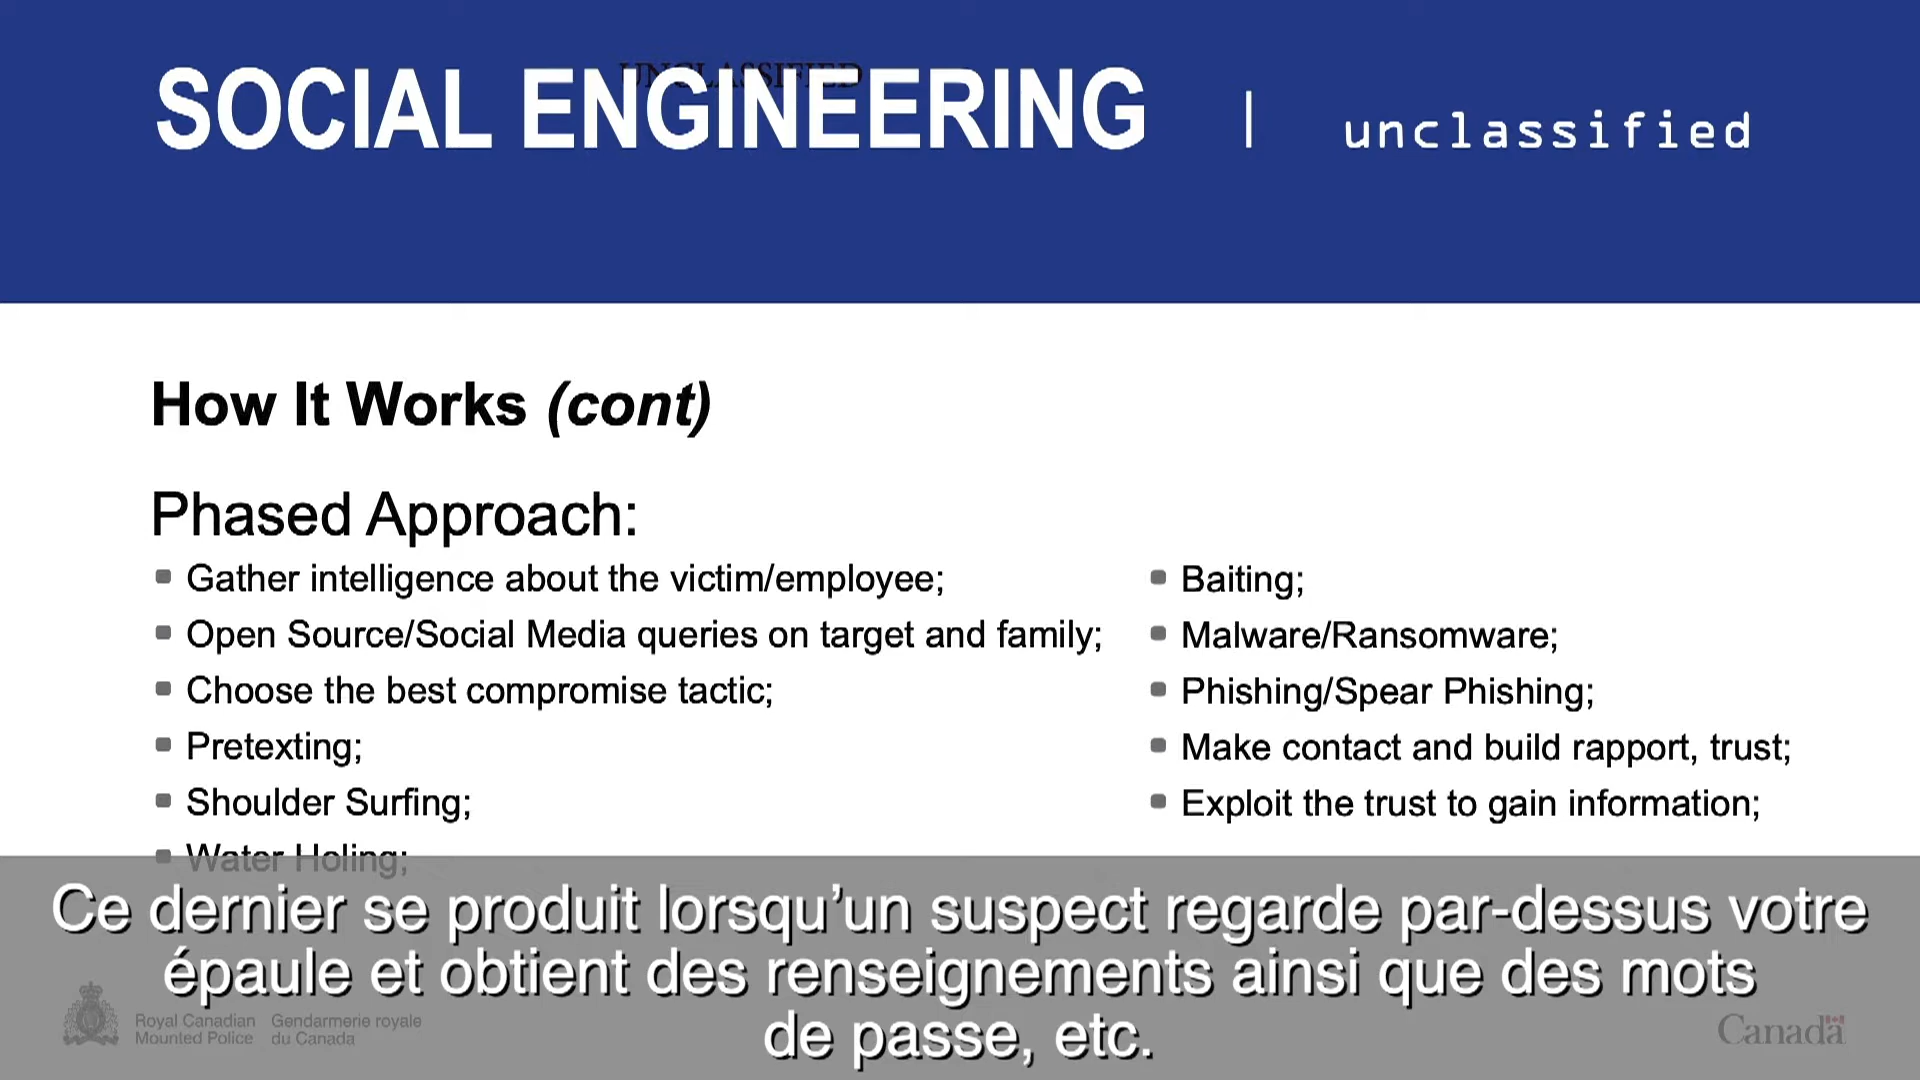 UNCLASSIFIED
SOCIAL ENGINEERING | unclassified
How It Works (cont)
Phased Approach:
Gather intelligence about the victim/employee;
Open Source/Social Media queries on target and family;
Choose the best compromise tactic;
Pretexting;
Shoulder Surfing;
Water Holing;
Baiting;
Malware/Ransomware;
Phishing/Spear Phishing;
Make contact and build rapport, trust;
Exploit the trust to gain information;
Ce dernier se produit lorsqu'un suspect regarde par-dessus votre
épaule et obtient des renseignements ainsi que des mots
de passe, etc.
Royal Canadian Gendarmerie royale
Mounted Police du Canada
Canada